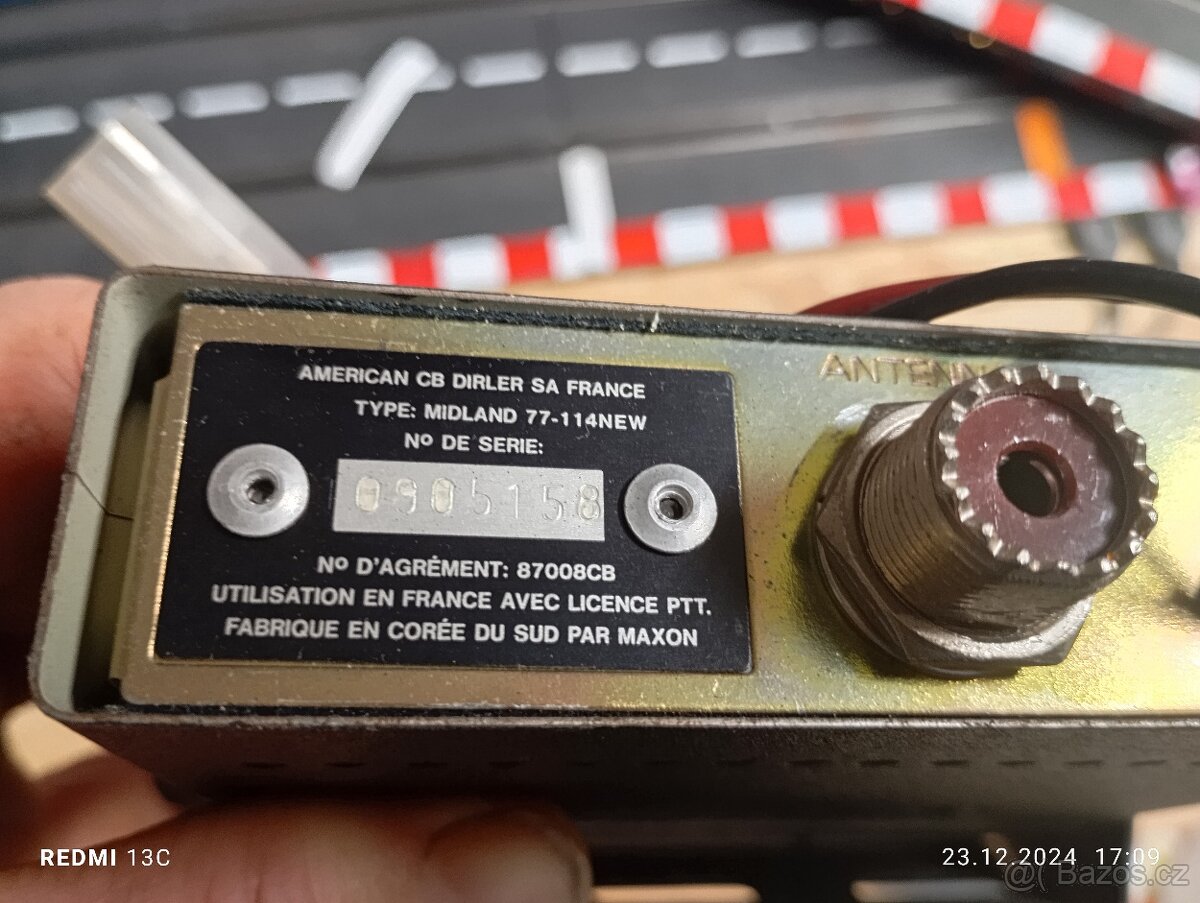 ANTENN
AMERICAN CB DIRLER SA FRANCE
TYPE: MIDLAND 77-114NEW
Nº DE SERIE:
0905158
Nº D'AGRÉMENT: 87008CB
UTILISATION EN FRANCE AVEC LICENCE PTT.
FABRIQUE EN CORÉE DU SUD PAR MAXON
REDMI 13C
23.12.2024 17:09
Bazos.cz